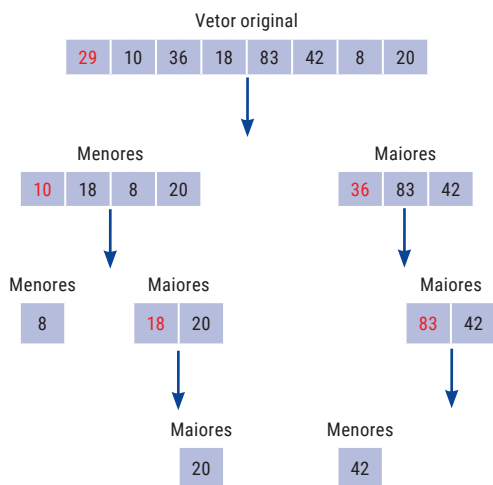 Vetor original
29 10 36 18 83 42 8 20
Menores Maiores
10 18 8 20 36 83 42
Menores Maiores Maiores
8 18 20 83 42
Maiores Menores
20 42